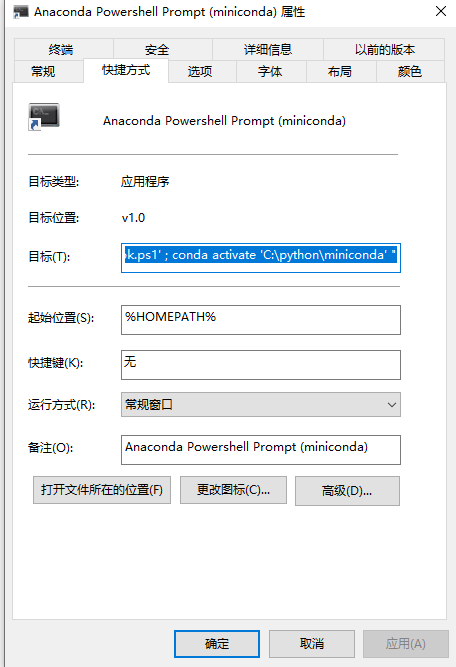 Anaconda Powershell Prompt (miniconda) 属性
终端 安全 详细信息 以前的版本
常规 快捷方式 选项 字体 布局 颜色
Anaconda Powershell Prompt (miniconda)
目标类型: 应用程序
目标位置: v1.0
目标(T): ok.ps1' ; conda activate 'C:\python\miniconda' "
起始位置(S): %HOMEPATH%
快捷键(K): 无
运行方式(R): 常规窗口
备注(O): Anaconda Powershell Prompt (miniconda)
打开文件所在的位置(F) 更改图标(C)... 高级(D)...
确定 取消 应用(A)